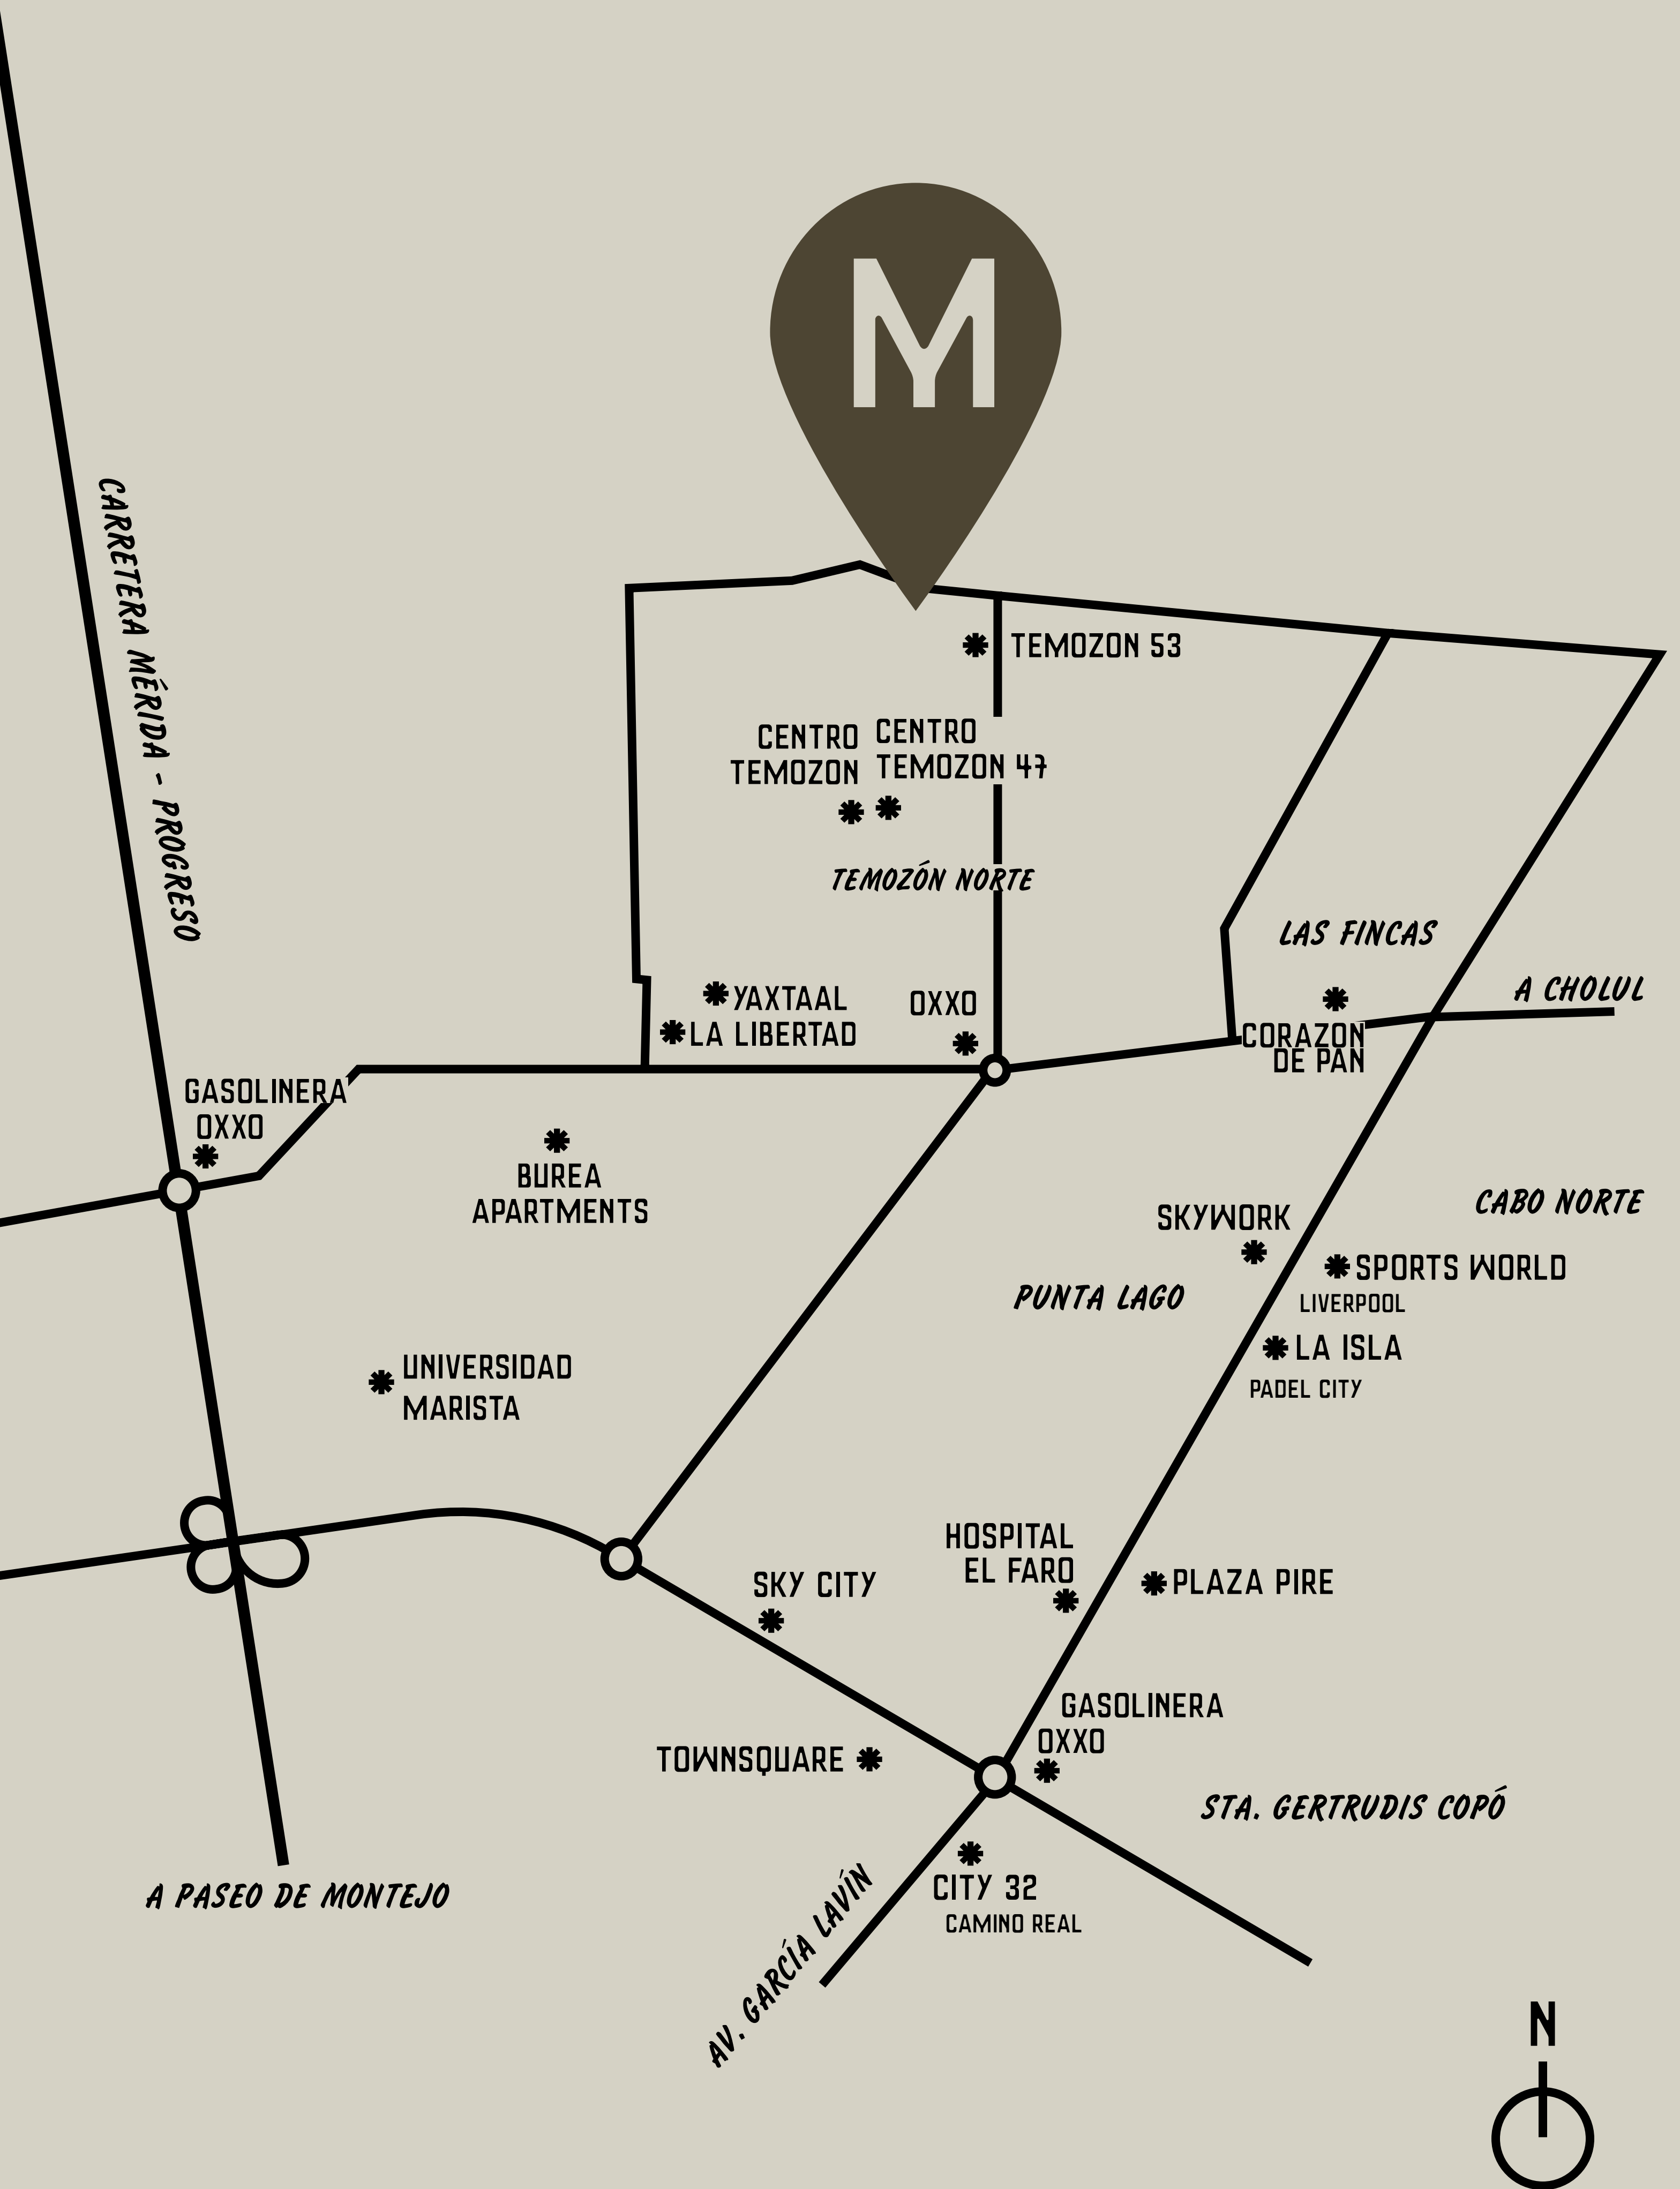 M
CARRETERA MÉRIDA - PROGRESO
TEMOZON 53
CENTRO
TEMOZON
CENTRO
TEMOZON 47
TEMOZÓN NORTE
LAS FINCAS
A CHOLUL
YAXTAAL
LA LIBERTAD
OXXO
CORAZON
DE PAN
GASOLINERA
OXXO
BUREA
APARTMENTS
CABO NORTE
SKYWORK
SPORTS WORLD
LIVERPOOL
PUNTA LAGO
LA ISLA
PADEL CITY
UNIVERSIDAD
MARISTA
HOSPITAL
EL FARO
PLAZA PIRE
SKY CITY
GASOLINERA
OXXO
TOWNSQUARE
STA. GERTRUDIS COPÓ
CITY 32
CAMINO REAL
A PASEO DE MONTEJO
AV. GARCÍA LAVÍN
N